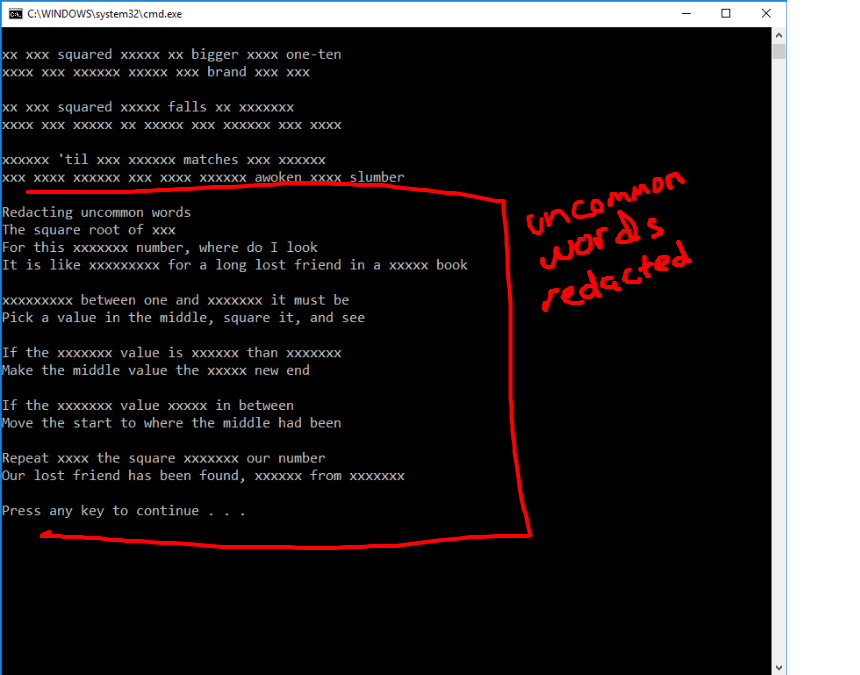 C:\WINDOWS\system32\cmd.exe
xx xxx squared xxxxx xx bigger xxxx one-ten
xxxx xxx xxxxxx xxxxx xxx brand xxx xxx
xx xxx squared xxxxx falls xx xxxxxxx
xxxx xxx xxxxx xx xxxxx xxx xxxxxx xxx xxxx
xxxxxx 'til xxx xxxxxx matches xxx xxxxxx
xxx xxxx xxxxxx xxx xxxx xxxxxx awoken xxxx slumber
Redacting uncommon words
The square root of xxx
For this xxxxxxx number, where do I look
It is like xxxxxxxxx for a long lost friend in a xxxxx book
xxxxxxxxx between one and xxxxxxx it must be
Pick a value in the middle, square it, and see
If the xxxxxxx value is xxxxxx than xxxxxxx
Make the middle value the xxxxx new end
If the xxxxxxx value xxxxx in between
Move the start to where the middle had been
Repeat xxxx the square xxxxxxx our number
Our lost friend has been found, xxxxxx from xxxxxxx
Press any key to continue . . .
uncommon
words
redacted